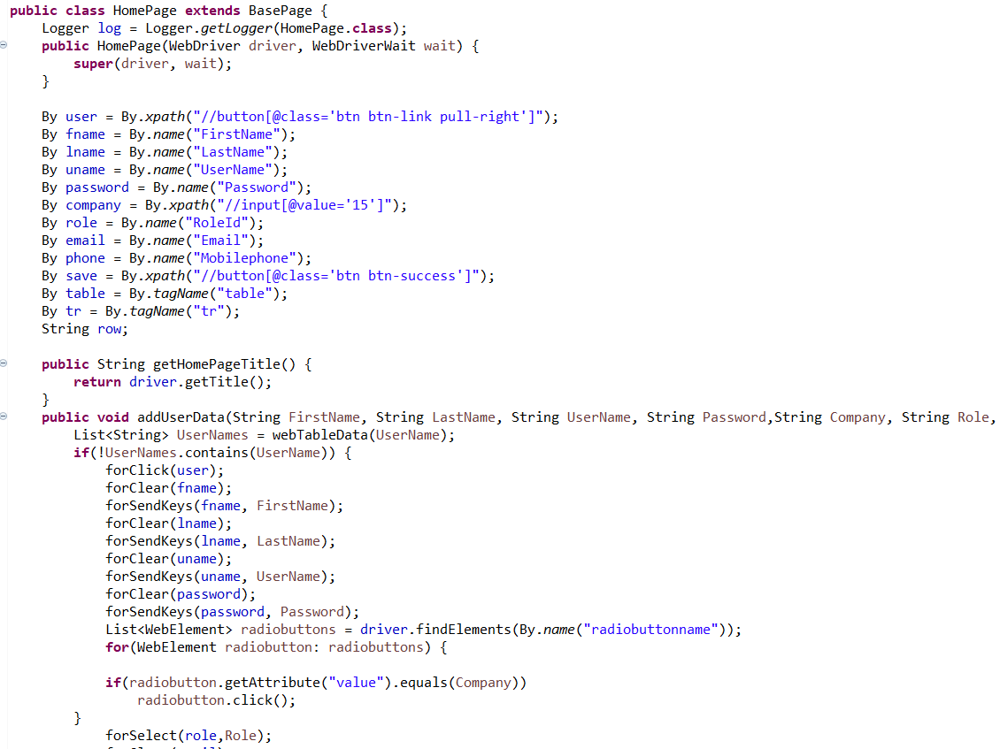 public class HomePage extends BasePage {
    Logger log = Logger.getLogger(HomePage.class);
    public HomePage(WebDriver driver, WebDriverWait wait) {
        super(driver, wait);
    }

    By user = By.xpath("//button[@class='btn btn-link pull-right']");
    By fname = By.name("FirstName");
    By lname = By.name("LastName");
    By uname = By.name("UserName");
    By password = By.name("Password");
    By company = By.xpath("//input[@value='15']");
    By role = By.name("RoleId");
    By email = By.name("Email");
    By phone = By.name("Mobilephone");
    By save = By.xpath("//button[@class='btn btn-success']");
    By table = By.tagName("table");
    By tr = By.tagName("tr");
    String row;

    public String getHomePageTitle() {
        return driver.getTitle();
    }
    public void addUserData(String FirstName, String LastName, String UserName, String Password,String Company, String Role,
        List<String> UserNames = webTableData(UserName);
        if(!UserNames.contains(UserName)) {
            forClick(user);
            forClear(fname);
            forSendKeys(fname, FirstName);
            forClear(lname);
            forSendKeys(lname, LastName);
            forClear(uname);
            forSendKeys(uname, UserName);
            forClear(password);
            forSendKeys(password, Password);
            List<WebElement> radiobuttons = driver.findElements(By.name("radiobuttonname"));
            for(WebElement radiobutton: radiobuttons) {

            if(radiobutton.getAttribute("value").equals(Company))
                radiobutton.click();
        }
            forSelect(role,Role);